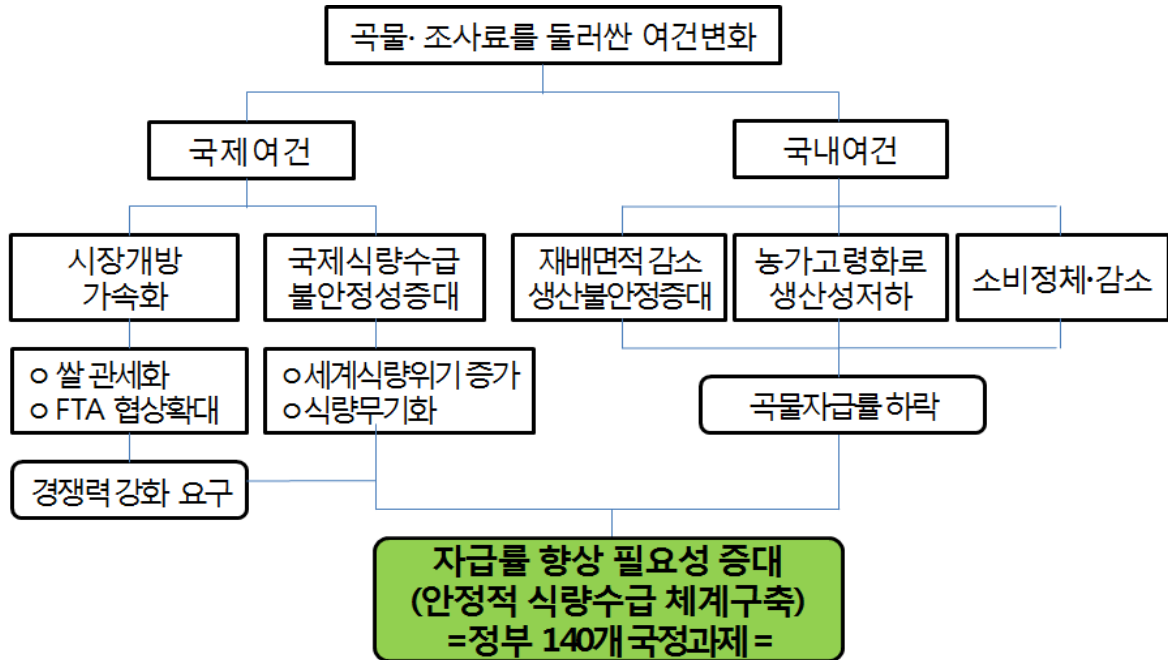 곡물· 조사료를 둘러싼 여건변화
국제여건
국내여건
시장개방
가속화
국제식량수급
불안정성증대
재배면적 감소
생산불안정증대
농가고령화로
생산성저하
소비정체·감소
ㅇ 쌀 관세화
ㅇ FTA 협상확대
ㅇ세계식량위기 증가
ㅇ식량무기화
곡물자급률 하락
경쟁력 강화 요구
자급률 향상 필요성 증대
(안정적 식량수급 체계구축)
=정부 140개 국정과제 =